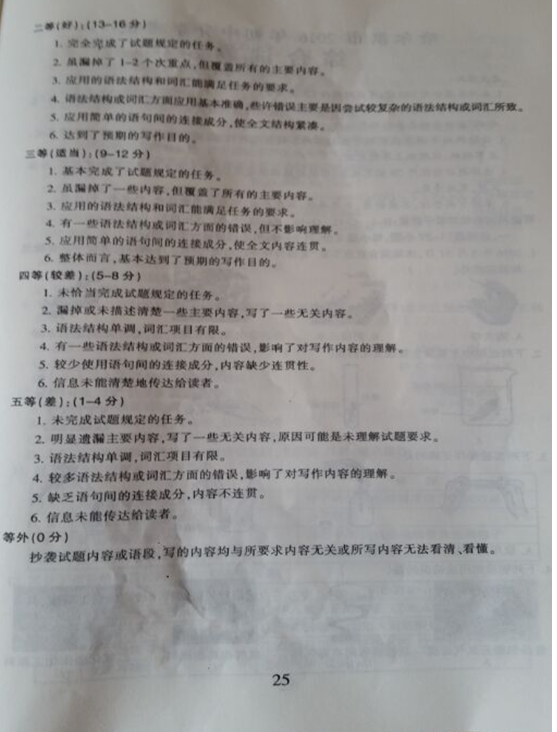 二等(好):(13-16分)
1. 完全完成了试题规定的任务。
2. 虽漏掉了1-2个次重点,但覆盖所有的主要内容。
3. 应用的语法结构和词汇能满足任务的要求。
4. 语法结构或词汇方面应用基本准确,些许错误主要是因尝试较复杂的语法结构或词汇所致。
5. 应用简单的语句间的连接成分,使全文结构紧凑。
6. 达到了预期的写作目的。
三等(适当):(9-12分)
1. 基本完成了试题规定的任务。
2. 虽漏掉了一些内容,但覆盖了所有的主要内容。
3. 应用的语法结构和词汇能满足任务的要求。
4. 有一些语法结构或词汇方面的错误,但不影响理解。
5. 应用简单的语句间的连接成分,使全文内容连贯。
6. 整体而言,基本达到了预期的写作目的。
四等(较差):(5-8分)
1. 未恰当完成试题规定的任务。
2. 漏掉或未描述清楚一些主要内容,写了一些无关内容。
3. 语法结构单调,词汇项目有限。
4. 有一些语法结构或词汇方面的错误,影响了对写作内容的理解。
5. 较少使用语句间的连接成分,内容缺少连贯性。
6. 信息未能清楚地传达给读者。
五等(差):(1-4分)
1. 未完成试题规定的任务。
2. 明显遗漏主要内容,写了一些无关内容,原因可能是未理解试题要求。
3. 语法结构单调,词汇项目有限。
4. 较多语法结构或词汇方面的错误,影响了对写作内容的理解。
5. 缺乏语句间的连接成分,内容不连贯。
6. 信息未能传达给读者。
等外(0分)
抄袭试题内容或语段,写的内容均与所要求内容无关或所写内容无法看清、看懂。
25